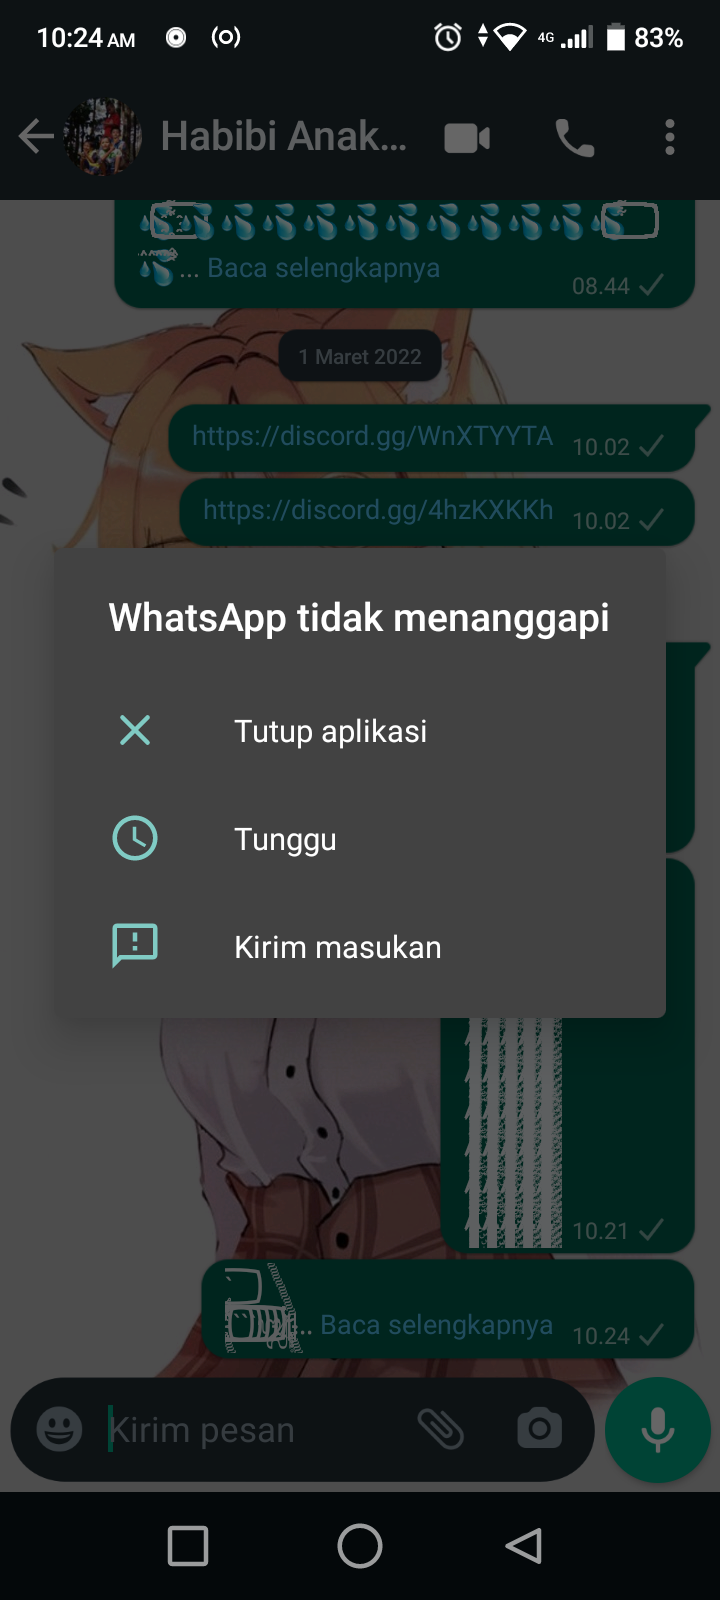 10:24 AM
4G
83%
Habibi Anak...
... Baca selengkapnya
08.44
1 Maret 2022
https://discord.gg/WnXTYYTA
10.02
https://discord.gg/4hzKXKKh
10.02
WhatsApp tidak menanggapi
Tutup aplikasi
Tunggu
Kirim masukan
10.21
... Baca selengkapnya
10.24
Kirim pesan